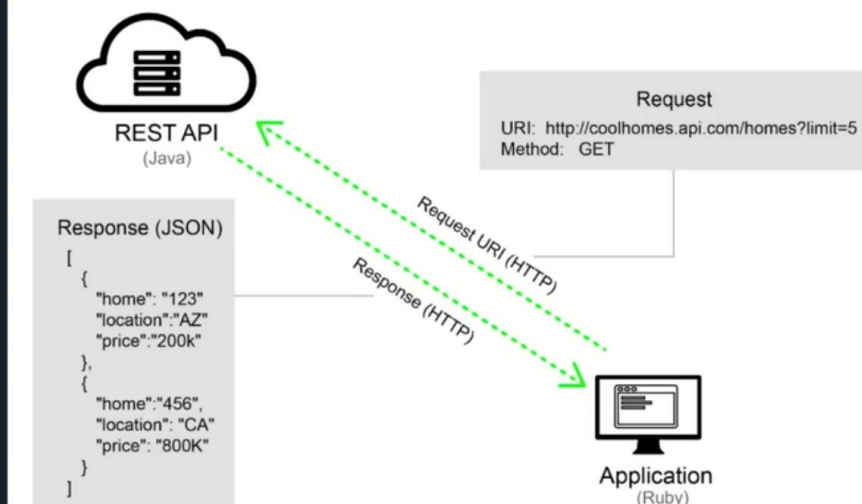 REST API
(Java)
Request
URI: http://coolhomes.api.com/homes?limit=5
Method: GET
Request URI (HTTP)
Response (HTTP)
Response (JSON)
[
{
"home": "123"
"location":"AZ"
"price":"200k"
},
{
"home":"456",
"location": "CA"
"price": "800K"
}
]
Application
(Ruby)